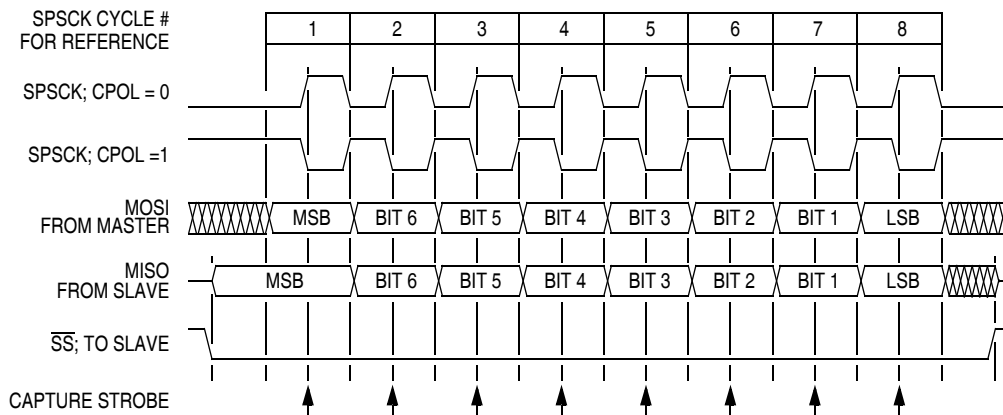 SPSCK CYCLE #
FOR REFERENCE
1 2 3 4 5 6 7 8
SPSCK; CPOL = 0
SPSCK; CPOL =1
MOSI
FROM MASTER
MSB BIT 6 BIT 5 BIT 4 BIT 3 BIT 2 BIT 1 LSB
MISO
FROM SLAVE
MSB BIT 6 BIT 5 BIT 4 BIT 3 BIT 2 BIT 1 LSB
SS; TO SLAVE
CAPTURE STROBE